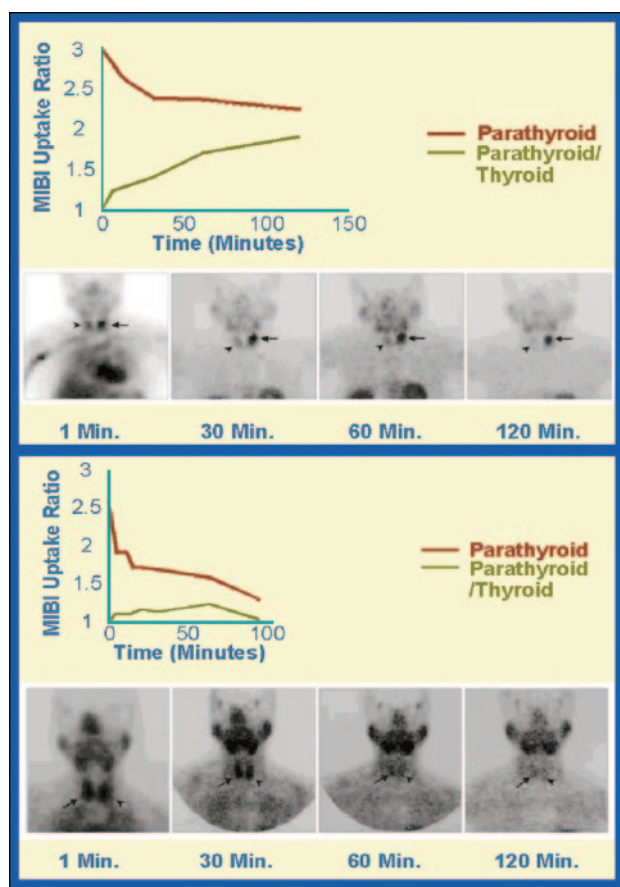 3
2.5
2
1.5
1
MIBI Uptake Ratio
0 50 100 150
Time (Minutes)
Parathyroid
Parathyroid/
Thyroid
1 Min. 30 Min. 60 Min. 120 Min.
3
2.5
2
1.5
1
MIBI Uptake Ratio
0 50 100
Time (Minutes)
Parathyroid
Parathyroid
/Thyroid
1 Min. 30 Min. 60 Min. 120 Min.